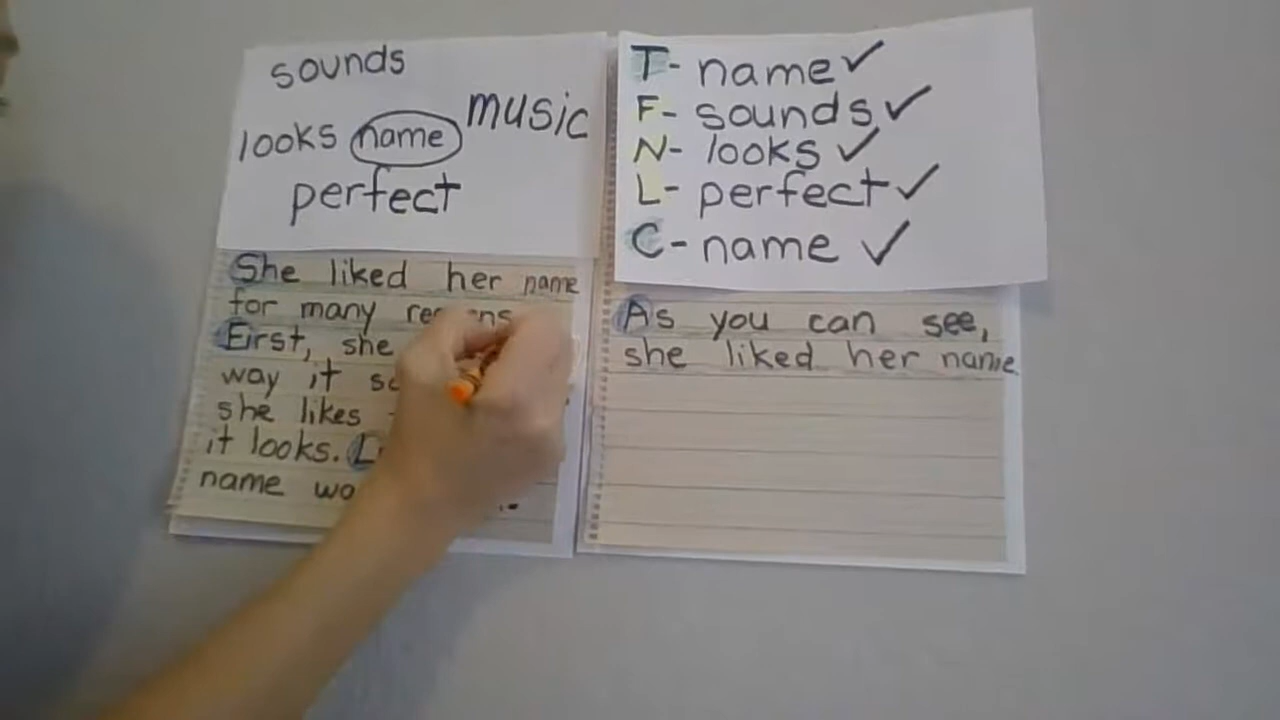 sounds
music
looks name
perfect
T- name ✓
F- sounds ✓
N- looks ✓
L- perfect ✓
C- name ✓
She liked her name
for many
First, she
way it
she likes
it looks.
name
As you can see,
she liked her name